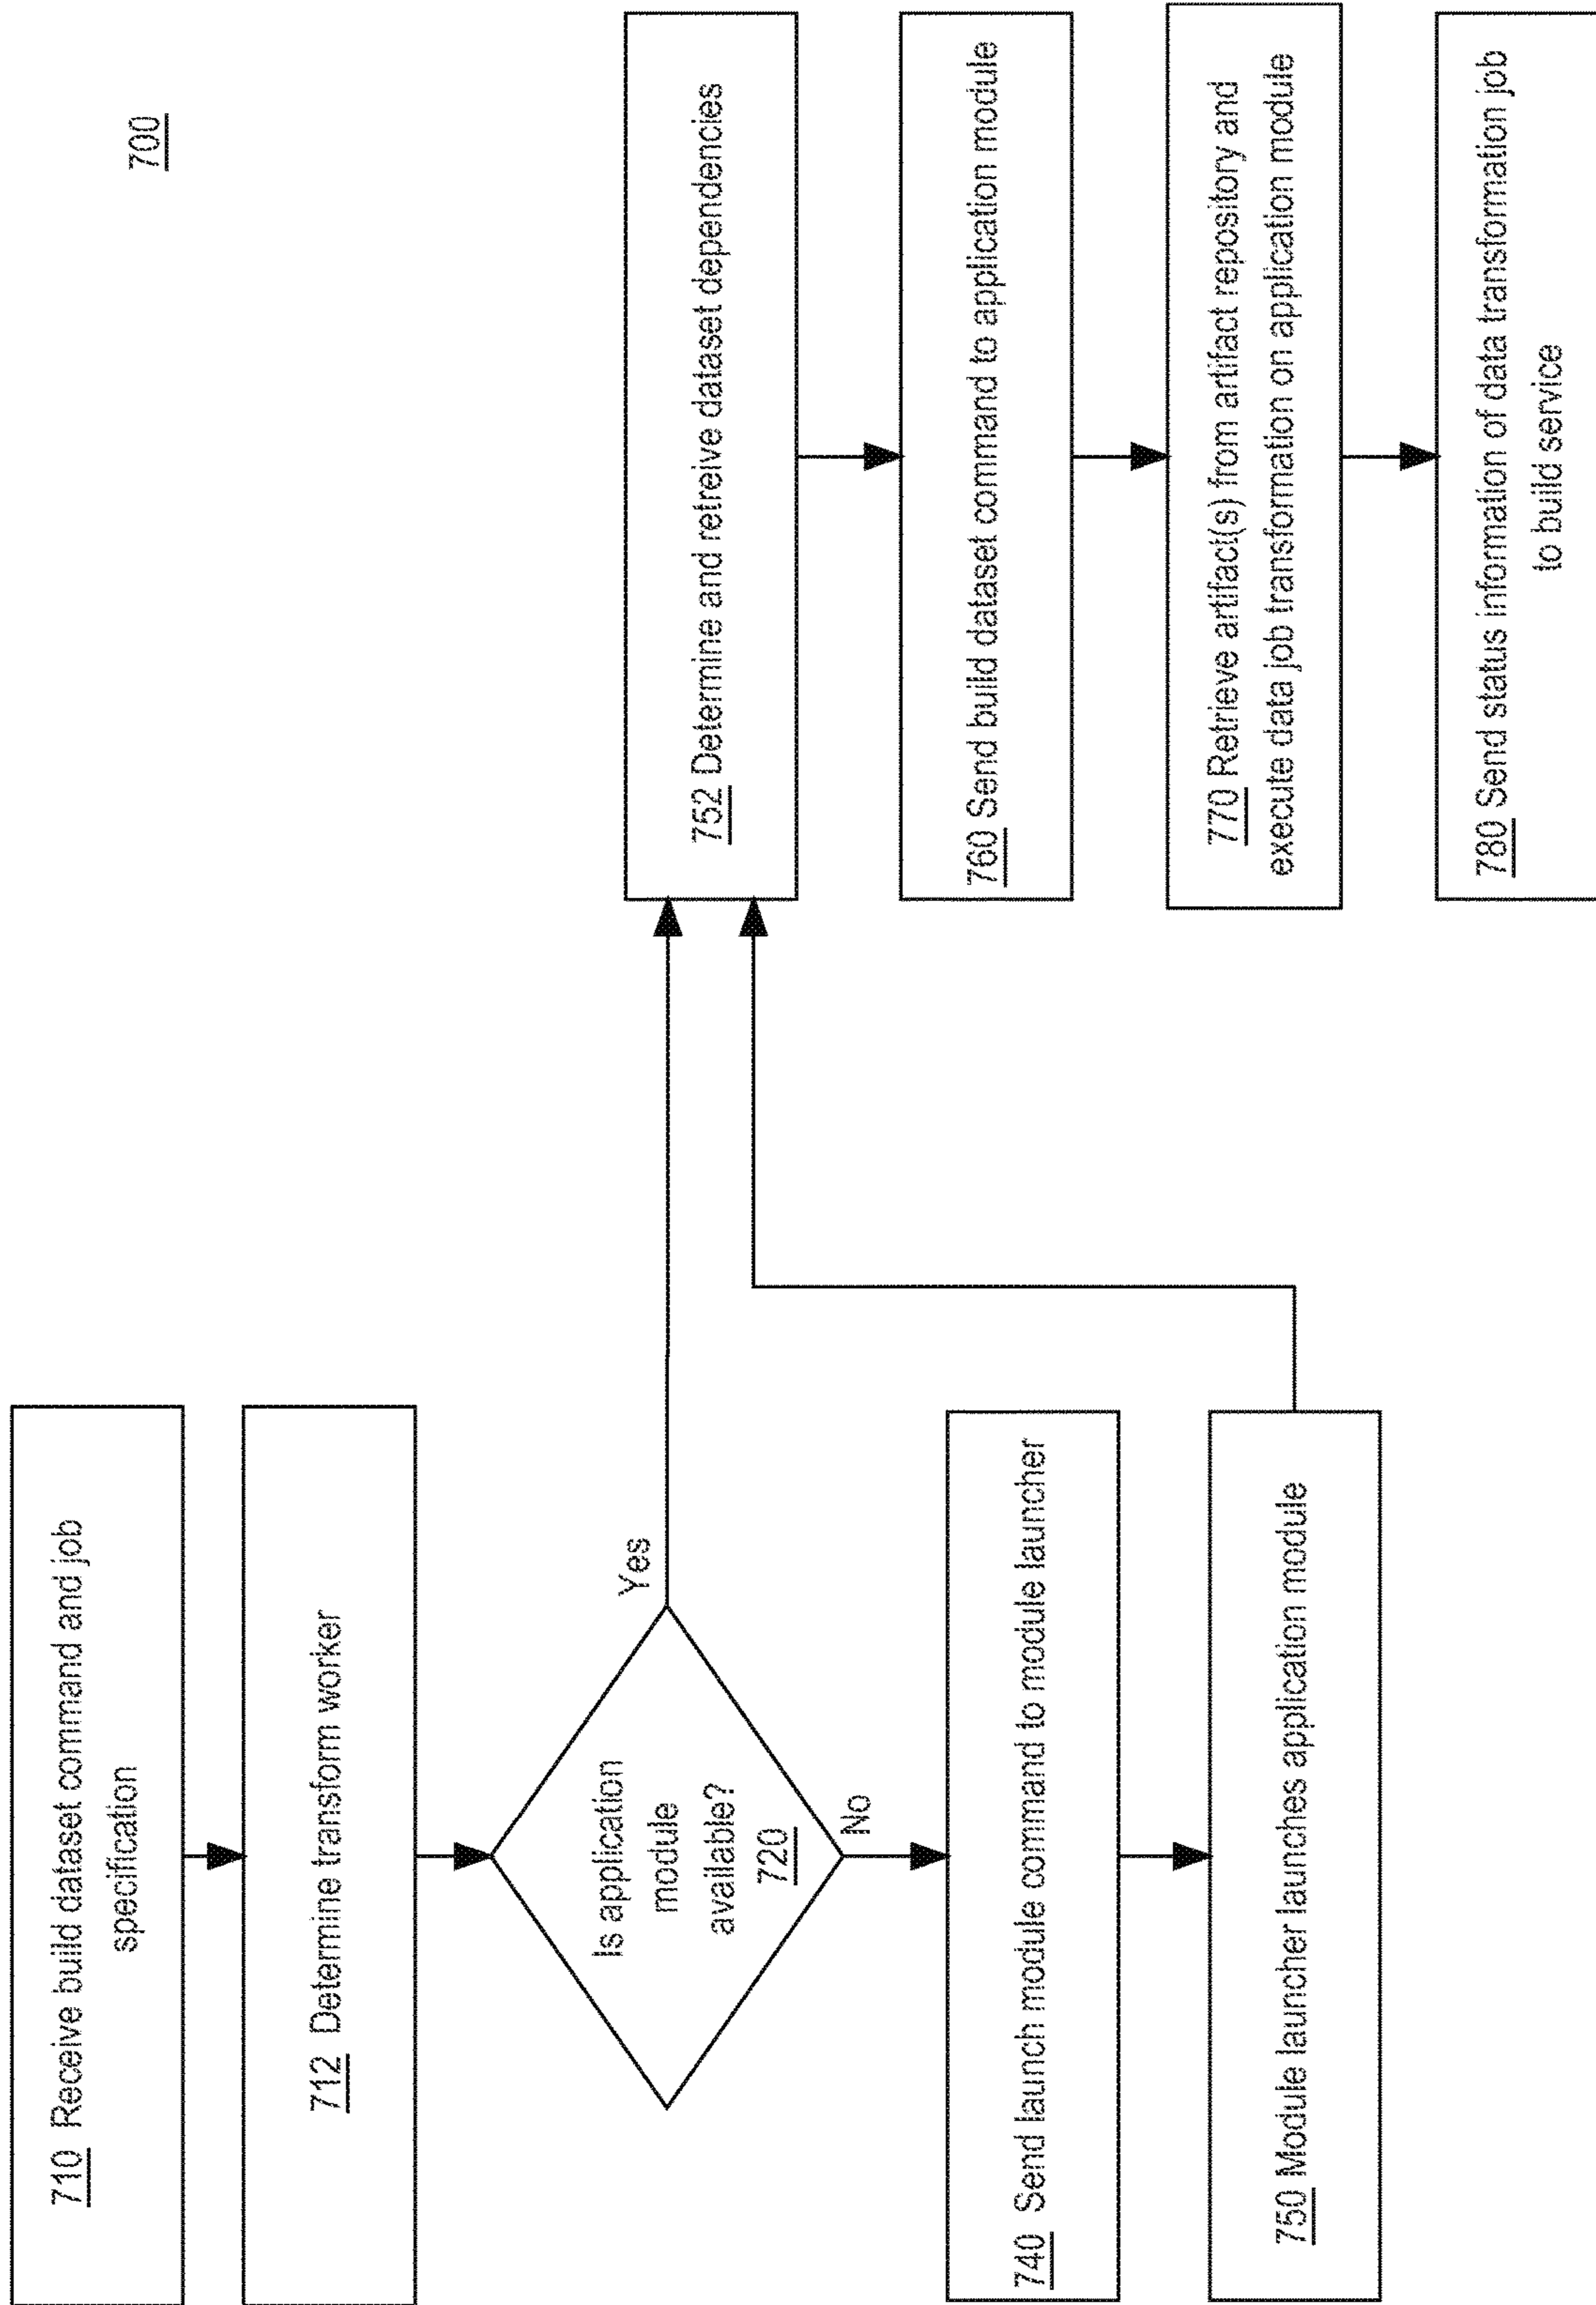 700
710 Receive build dataset command and job
specification
712 Determine transform worker
Is application
module
available?
720
Yes
No
740 Send launch module command to module launcher
750 Module launcher launches application module
752 Determine and retreive dataset dependencies
760 Send build dataset command to application module
770 Retrieve artifact(s) from artifact repository and
execute data job transformation on application module
780 Send status information of data transformation job
to build service